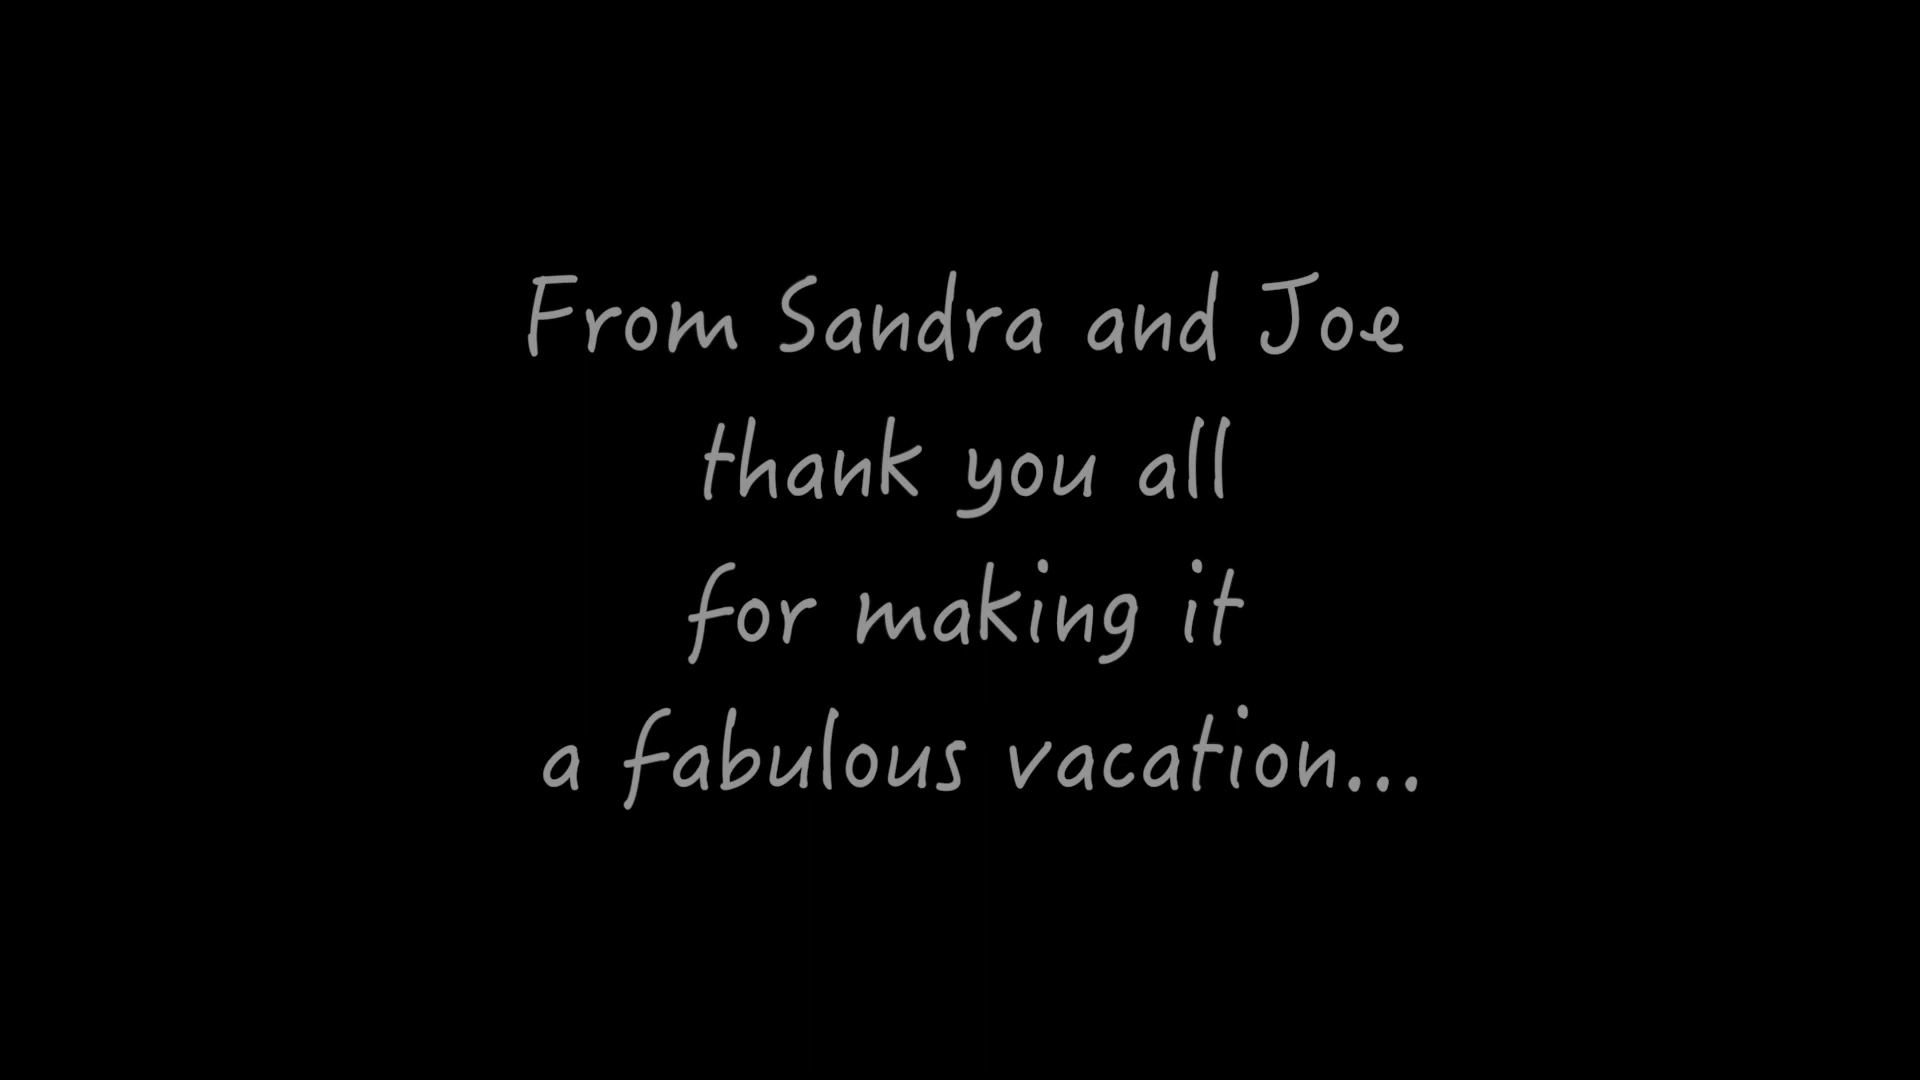 From Sandra and Joe
thank you all
for making it
a fabulous vacation...